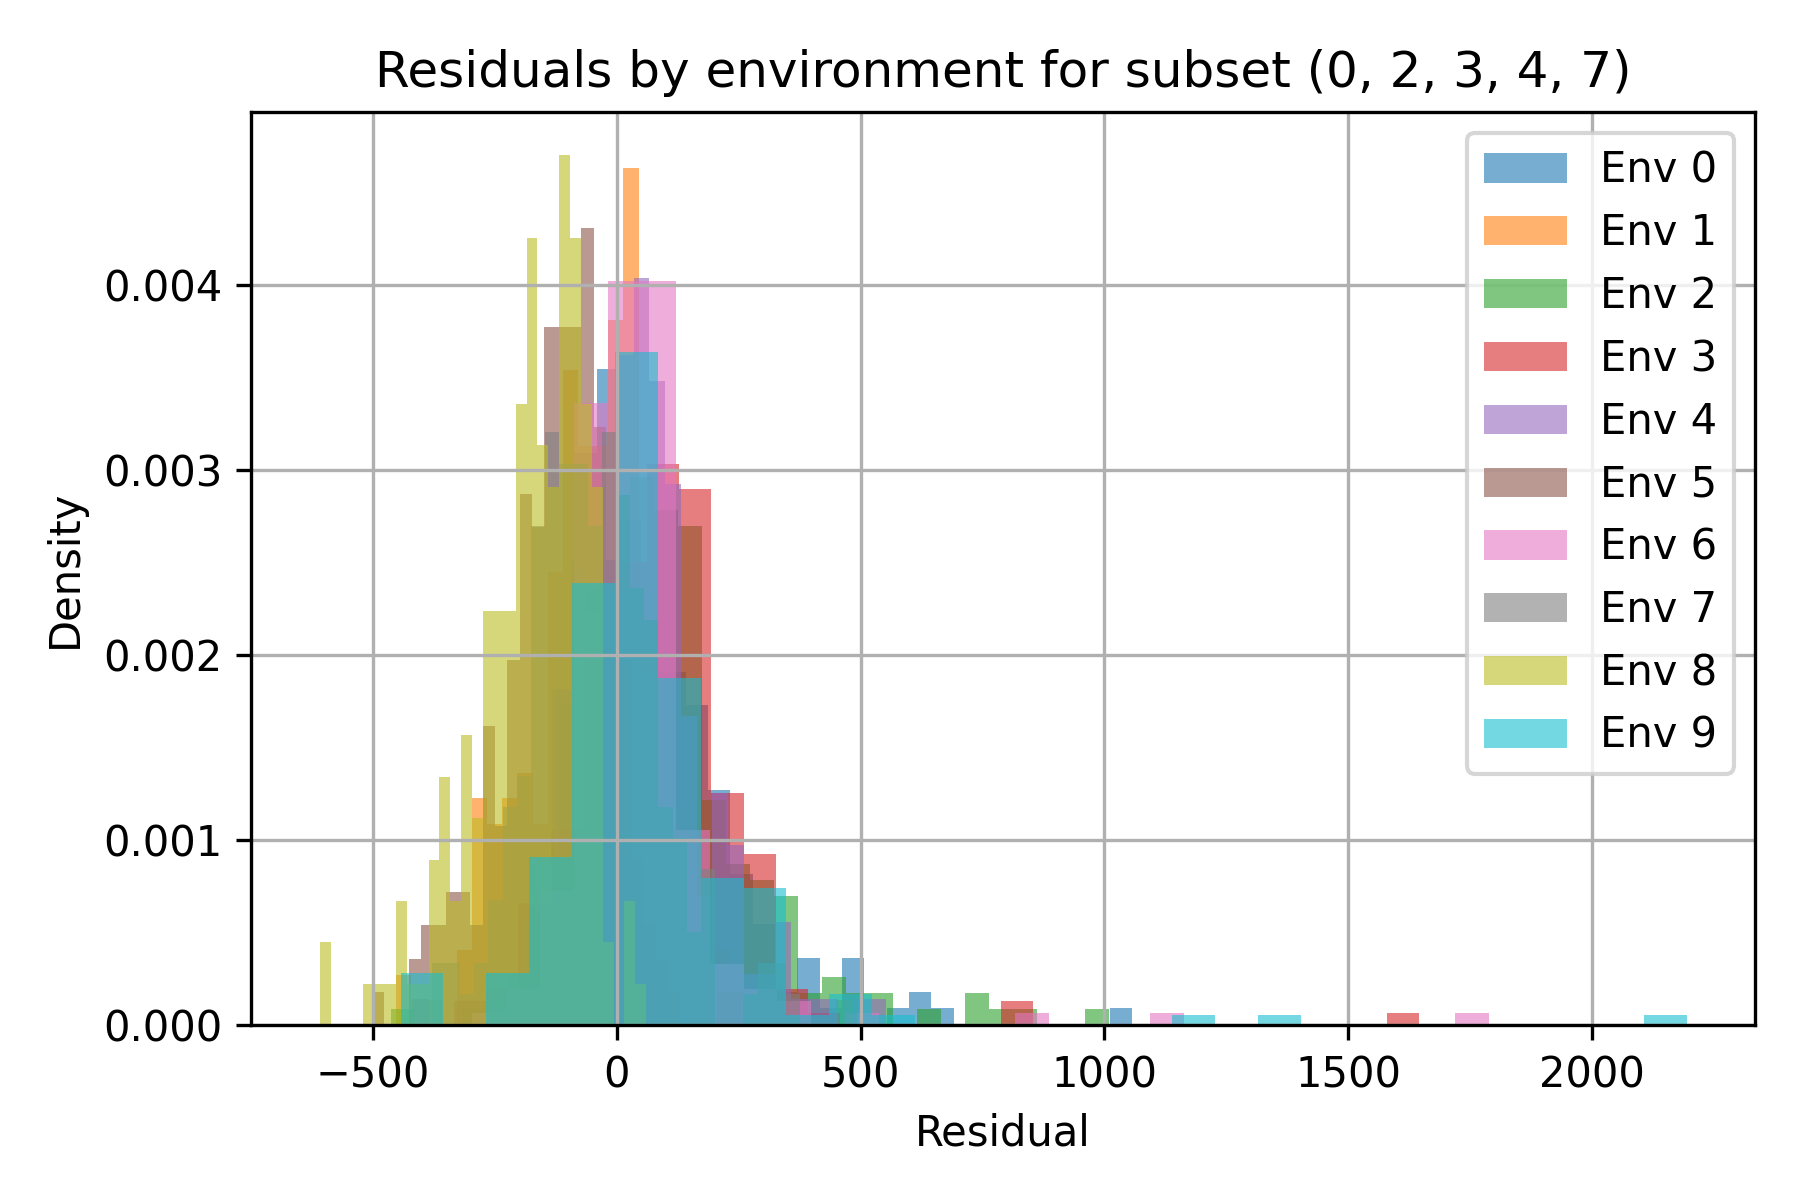 Residuals by environment for subset (0, 2, 3, 4, 7)
Env 0
Env 1
Env 2
Env 3
Env 4
Env 5
Env 6
Env 7
Env 8
Env 9
Density
0.004
0.003
0.002
0.001
0.000
−500
0
500
1000
1500
2000
Residual